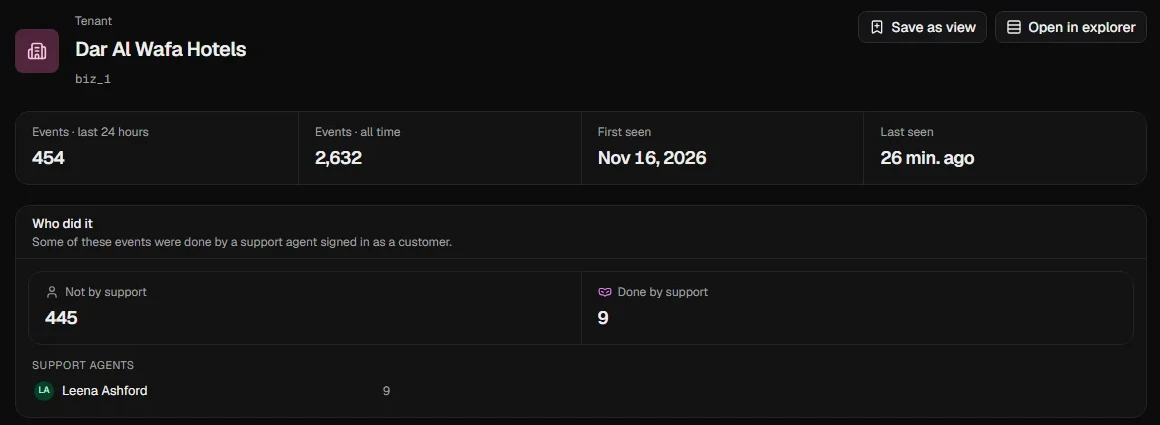 Tenant
Dar Al Wafa Hotels
biz_1
Save as view
Open in explorer
Events · last 24 hours
454
Events · all time
2,632
First seen
Nov 16, 2026
Last seen
26 min. ago
Who did it
Some of these events were done by a support agent signed in as a customer.
Not by support
445
Done by support
9
SUPPORT AGENTS
LA Leena Ashford 9